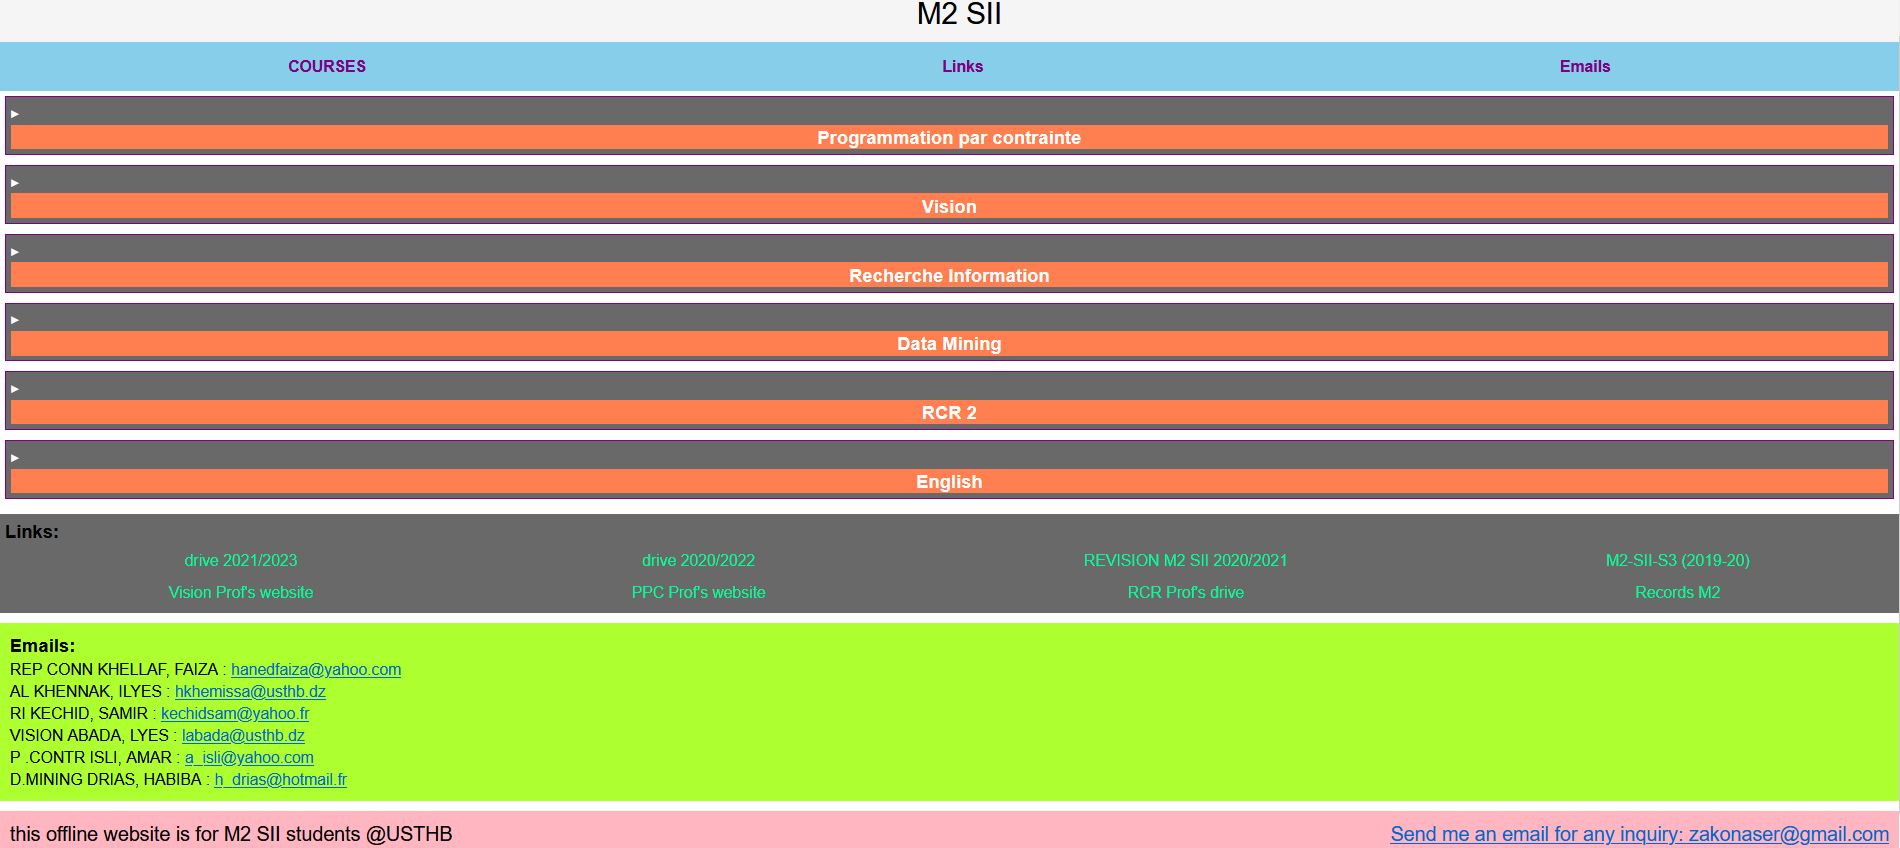 M2 SII
COURSES Links Emails
Programmation par contrainte
Vision
Recherche Information
Data Mining
RCR 2
English
Links:
drive 2021/2023 drive 2020/2022 REVISION M2 SII 2020/2021 M2-SII-S3 (2019-20)
Vision Prof's website PPC Prof's website RCR Prof's drive Records M2
Emails:
REP CONN KHELLAF, FAIZA : hanedfaiza@yahoo.com
AL KHENNAK, ILYES : hkhemissa@usthb.dz
RI KECHID, SAMIR : kechidsam@yahoo.fr
VISION ABADA, LYES : labada@usthb.dz
P .CONTR ISLI, AMAR : a_isli@yahoo.com
D.MINING DRIAS, HABIBA : h_drias@hotmail.fr
this offline website is for M2 SII students @USTHB Send me an email for any inquiry: zakonaser@gmail.com